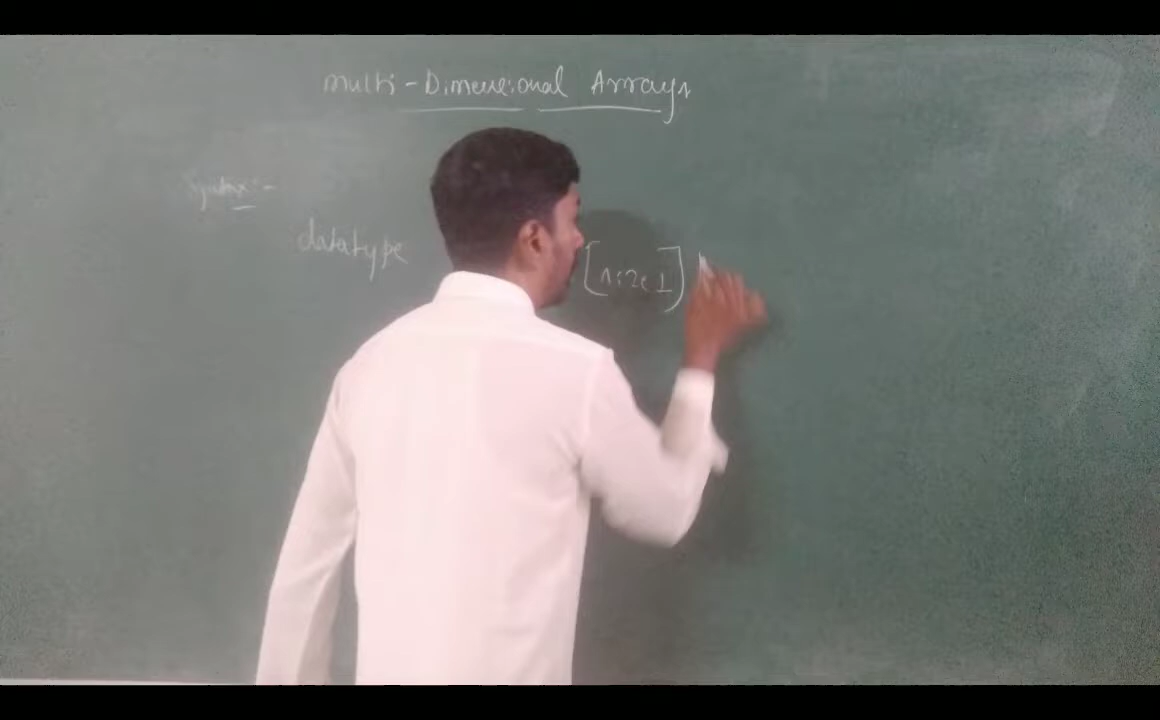 Multi-Dimensional Arrays
Syntax:-
datatype [size1]